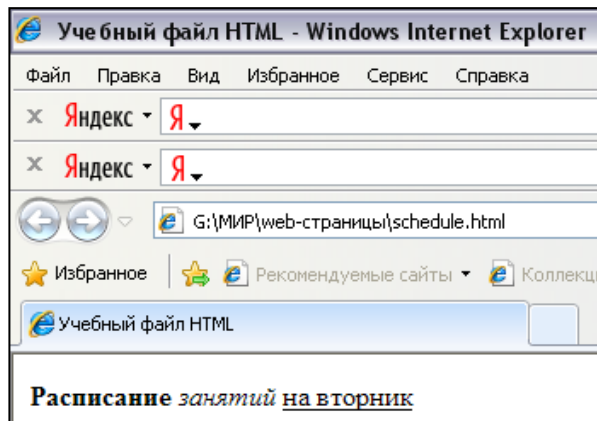 Учебный файл HTML - Windows Internet Explorer
Файл Правка Вид Избранное Сервис Справка
x Яндекс Я
x Яндекс Я
G:\МИР\web-страницы\schedule.html
Избранное Рекомендуемые сайты Коллекц
Учебный файл HTML
Расписание занятий на вторник